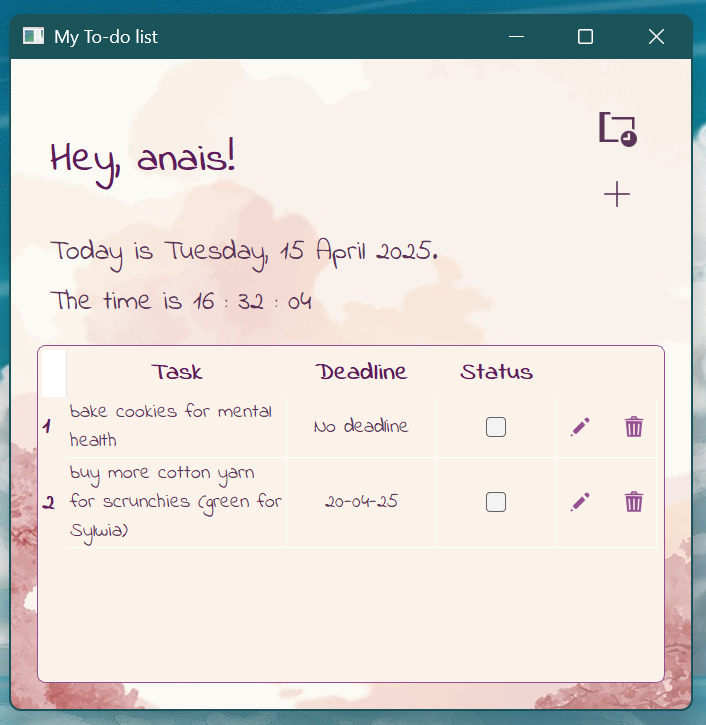 My To-do list
Hey, anais!
Today is Tuesday, 15 April 2025.
The time is 16 : 32 : 04
Task Deadline Status
1 bake cookies for mental health No deadline
2 buy more cotton yarn for scrunchies (green for Sylwia) 20-04-25